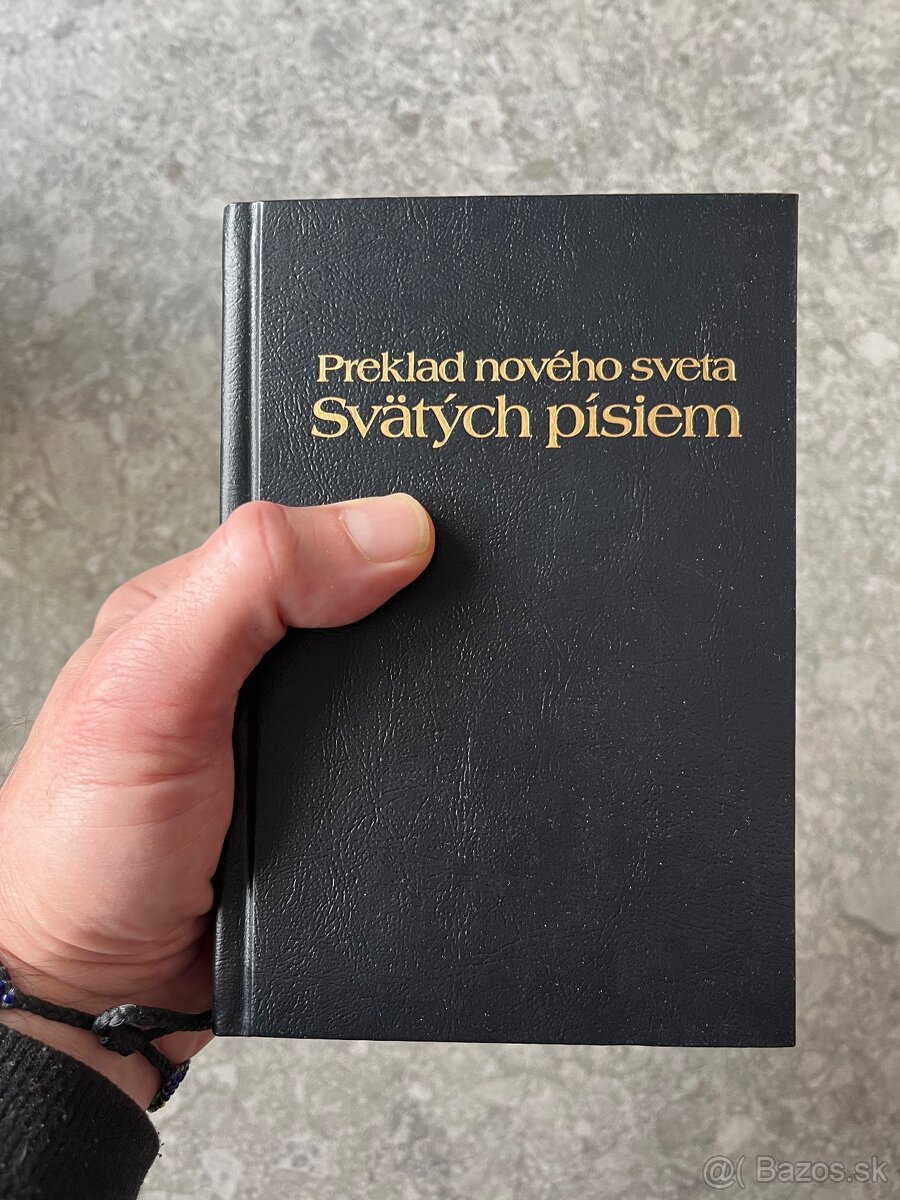 Preklad nového sveta
Svätých písiem
@( Bazos.sk